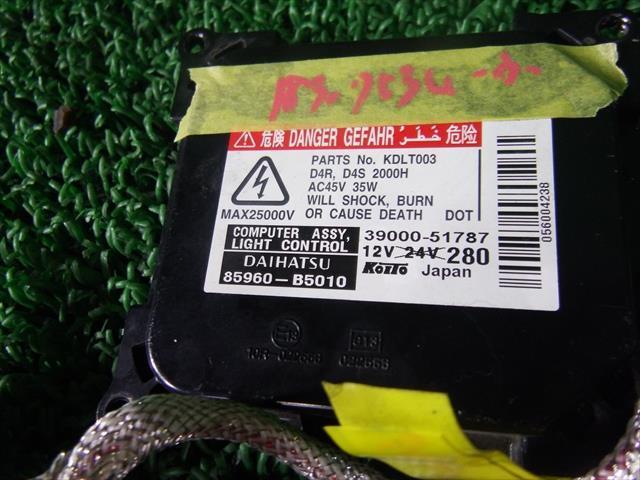 危険 DANGER GEFAHR خطر 危险
PARTS No. KDLT003
D4R, D4S 2000H
AC45V 35W
WILL SHOCK, BURN
OR CAUSE DEATH DOT
MAX25000V
COMPUTER ASSY,
LIGHT CONTROL
39000-51787
12V 24V 280
DAIHATSU
85960-B5010
Koito Japan
056004238